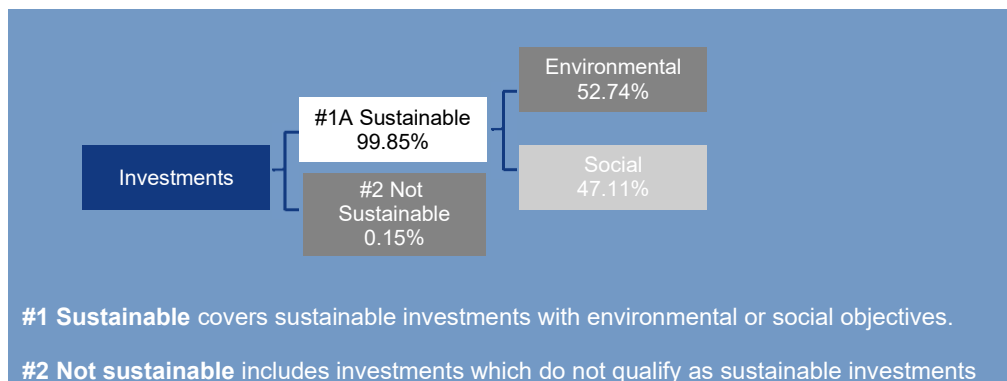 Investments
#1A Sustainable
99.85%
#2 Not
Sustainable
0.15%
Environmental
52.74%
Social
47.11%
#1 Sustainable covers sustainable investments with environmental or social objectives.
#2 Not sustainable includes investments which do not qualify as sustainable investments